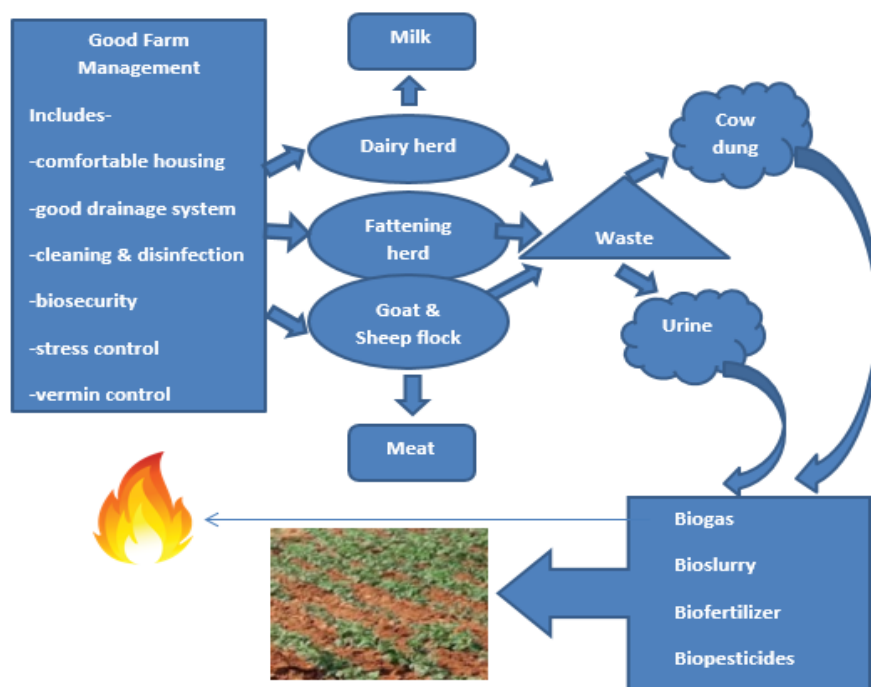 Good Farm
Management
Includes-
-comfortable housing
-good drainage system
-cleaning & disinfection
-biosecurity
-stress control
-vermin control
Milk
Dairy herd
Fattening
herd
Goat &
Sheep flock
Meat
Waste
Cow
dung
Urine
Biogas
Bioslurry
Biofertilizer
Biopesticides